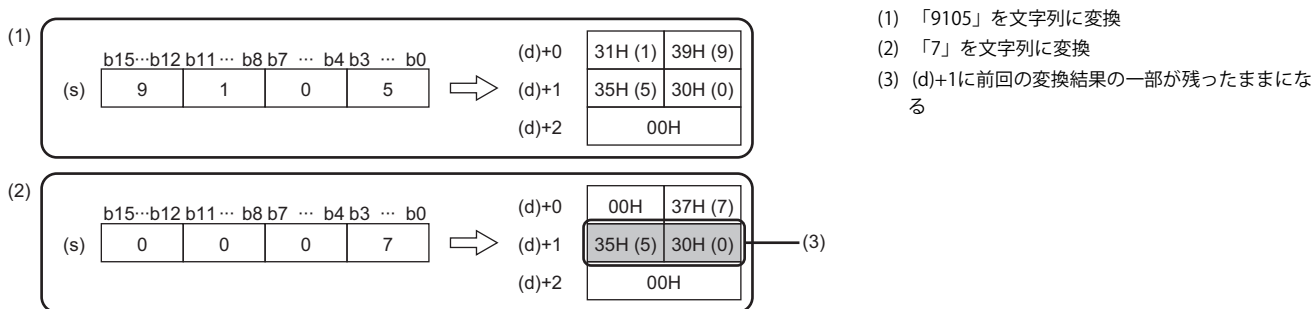 (1)
b15…b12 b11 … b8 b7 … b4 b3 … b0
(s) 9 1 0 5
(d)+0 31H (1) 39H (9)
(d)+1 35H (5) 30H (0)
(d)+2 00H
(2)
b15…b12 b11 … b8 b7 … b4 b3 … b0
(s) 0 0 0 7
(d)+0 00H 37H (7)
(d)+1 35H (5) 30H (0) (3)
(d)+2 00H
(1) 「9105」を文字列に変換
(2) 「7」を文字列に変換
(3) (d)+1に前回の変換結果の一部が残ったままにな
る